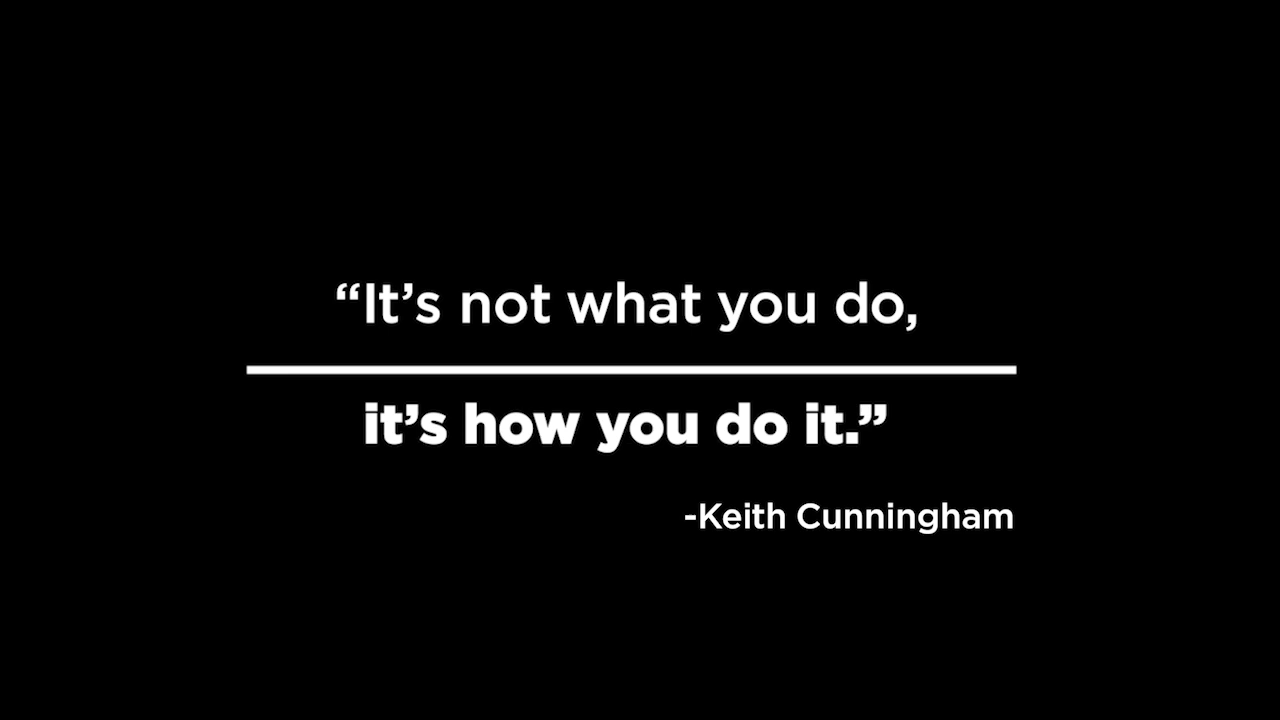 “It’s not what you do,
it’s how you do it.”
-Keith Cunningham